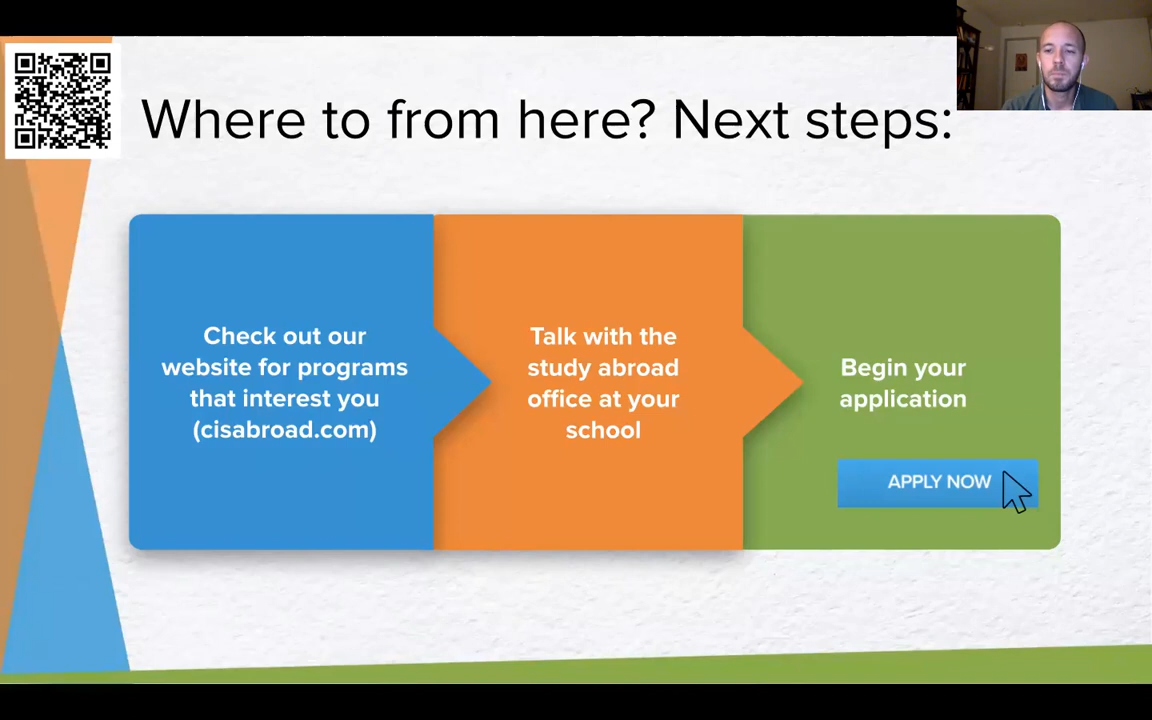 Where to from here? Next steps:
Check out our
website for programs
that interest you
(cisabroad.com)
Talk with the
study abroad
office at your
school
Begin your
application
APPLY NOW